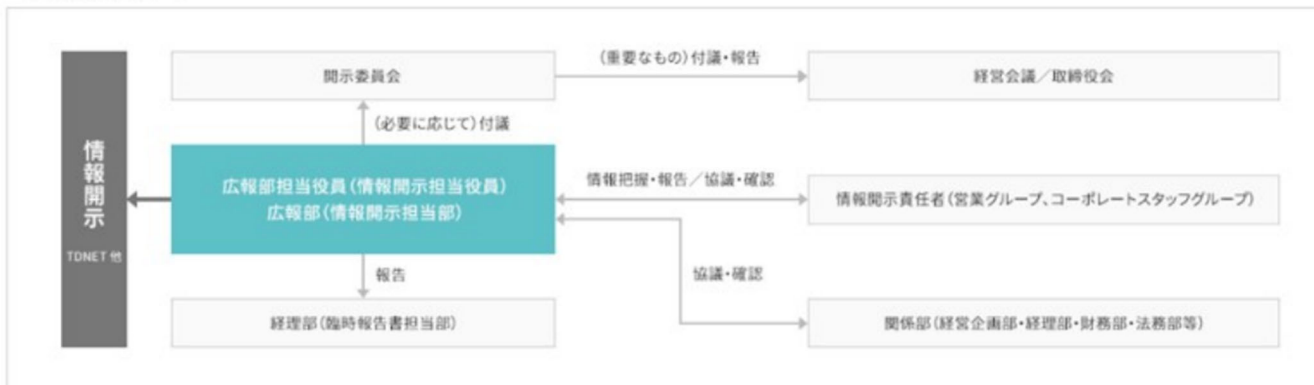 (重要なもの)付議・報告
開示委員会
経営会議／取締役会
(必要に応じて)付議
情報開示
TDNET 他
広報部担当役員(情報開示担当役員)
広報部(情報開示担当部)
情報把握・報告／協議・確認
情報開示責任者(営業グループ、コーポレートスタッフグループ)
報告
協議・確認
経理部(臨時報告書担当部)
関係部(経営企画部・経理部・財務部・法務部等)